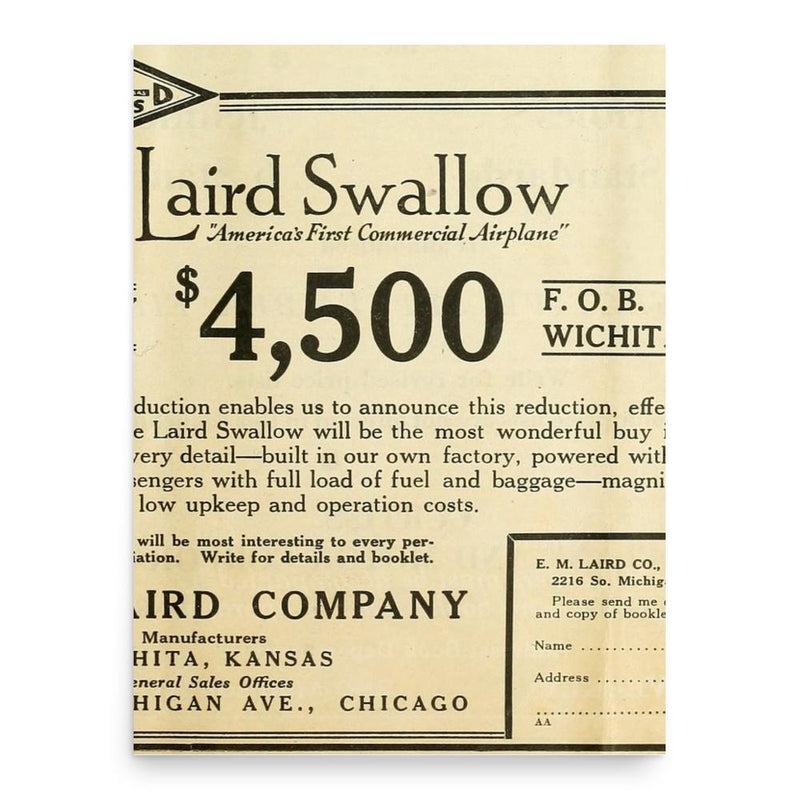 D
S
Laird Swallow
"America's First Commercial Airplane"
$4,500
F. O. B.
WICHIT
duction enables us to announce this reduction, effe
e Laird Swallow will be the most wonderful buy i
very detail—built in our own factory, powered with
sengers with full load of fuel and baggage—magni
low upkeep and operation costs.
will be most interesting to every per-
iation. Write for details and booklet.
AIRD COMPANY
Manufacturers
HITA, KANSAS
eneral Sales Offices
HIGAN AVE., CHICAGO
E. M. LAIRD CO.,
2216 So. Michig
Please send me
and copy of bookle
Name
Address
AA